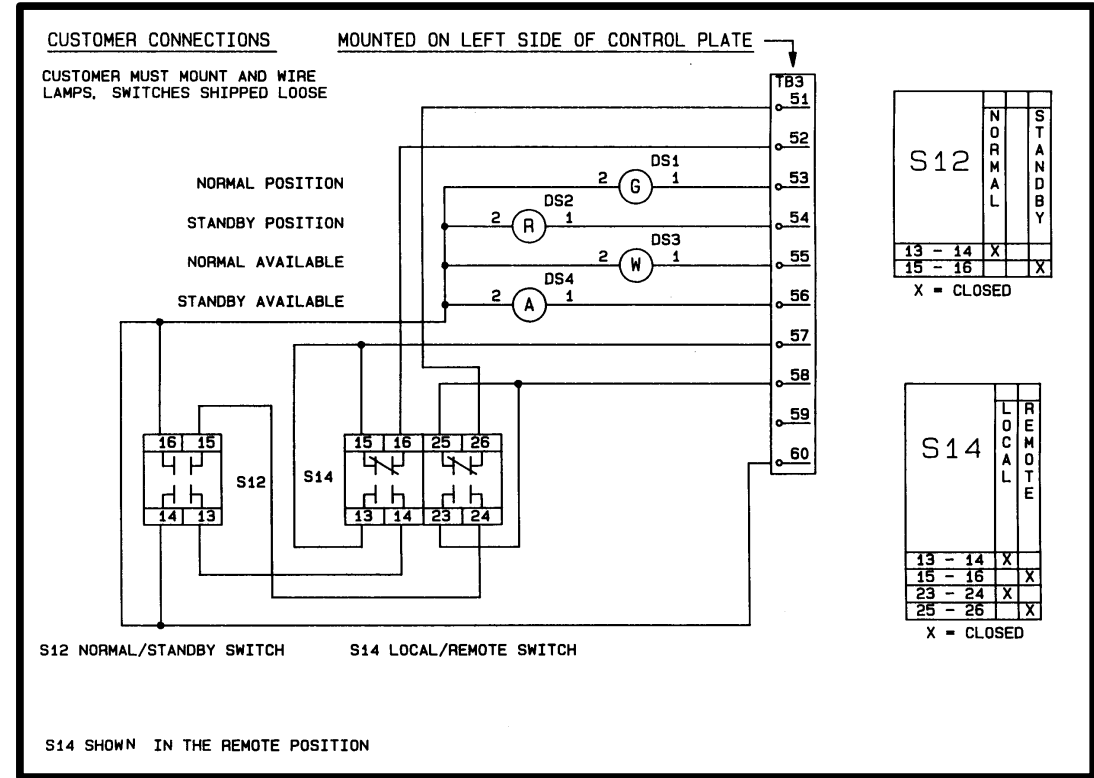 CUSTOMER CONNECTIONS
MOUNTED ON LEFT SIDE OF CONTROL PLATE
CUSTOMER MUST MOUNT AND WIRE
LAMPS, SWITCHES SHIPPED LOOSE
TB3
51
52
DS1
NORMAL POSITION
2 G 1
53
DS2
STANDBY POSITION
2 R 1
54
DS3
NORMAL AVAILABLE
2 W 1
55
DS4
STANDBY AVAILABLE
2 A 1
56
57
58
59
60
16 15
S12
14 13
S14
15 16 25 26
13 14 23 24
S12 NORMAL/STANDBY SWITCH
S14 LOCAL/REMOTE SWITCH
S14 SHOWN IN THE REMOTE POSITION
S12
NORMAL
STANDBY
13 - 14 X
15 - 16 X
X = CLOSED
S14
LOCAL
REMOTE
13 - 14 X
15 - 16 X
23 - 24 X
25 - 26 X
X = CLOSED